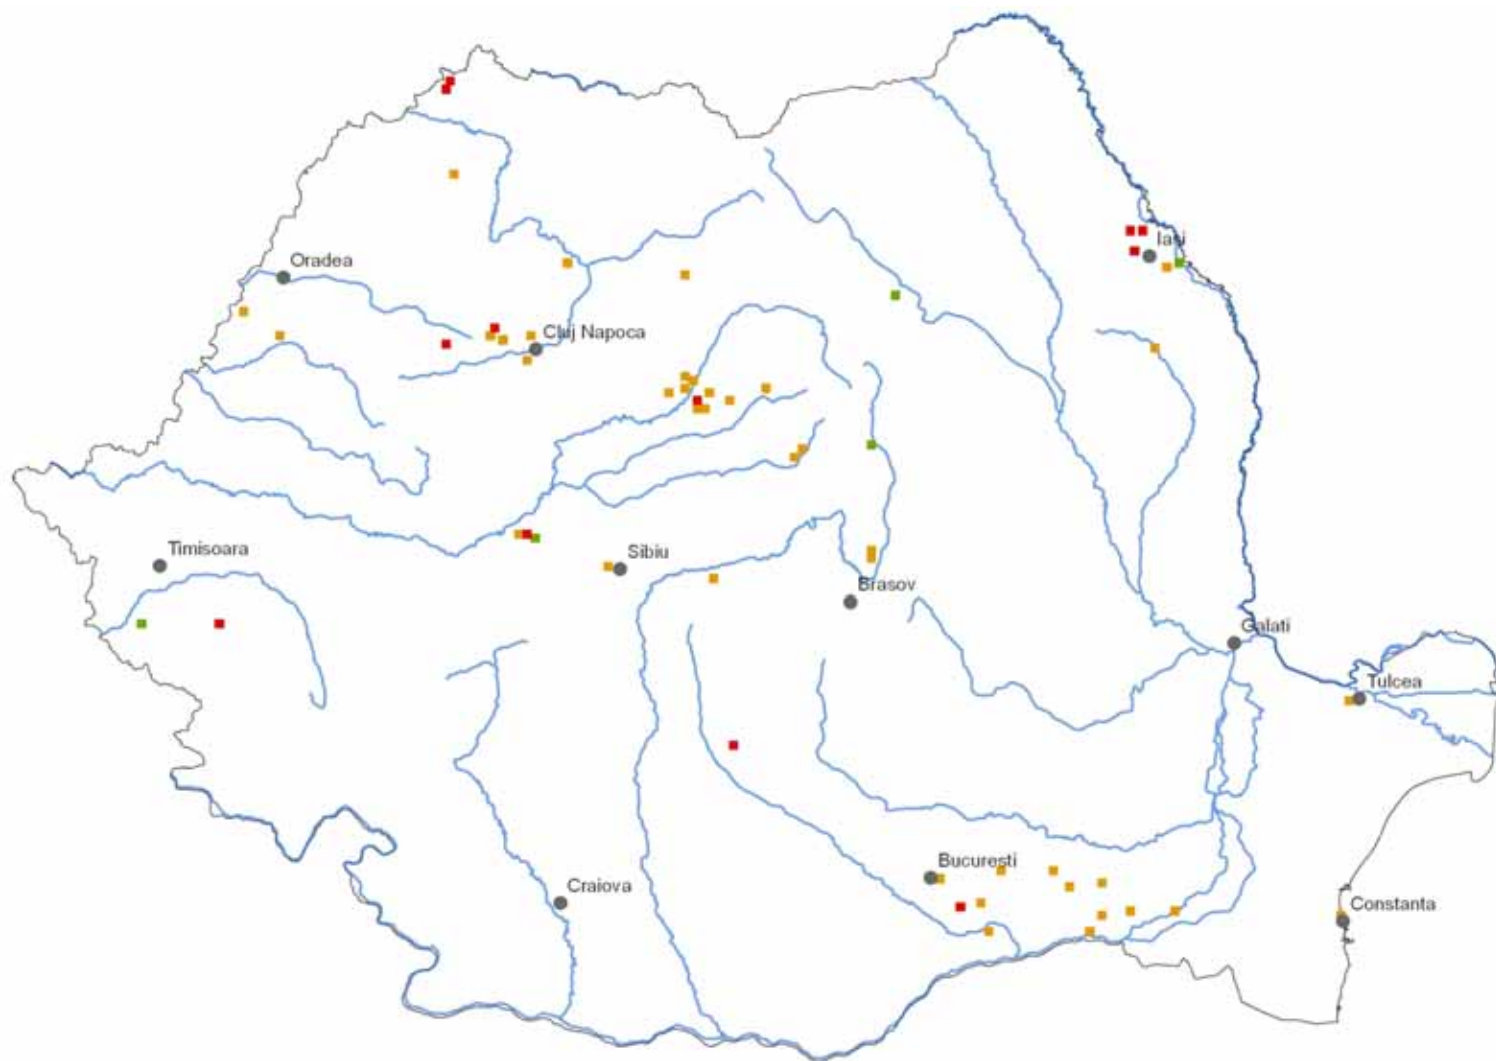 Iasi
Oradea
Cluj Napoca
Timisoara
Sibiu
Brasov
Galati
Tulcea
Bucuresti
Craiova
Constanta